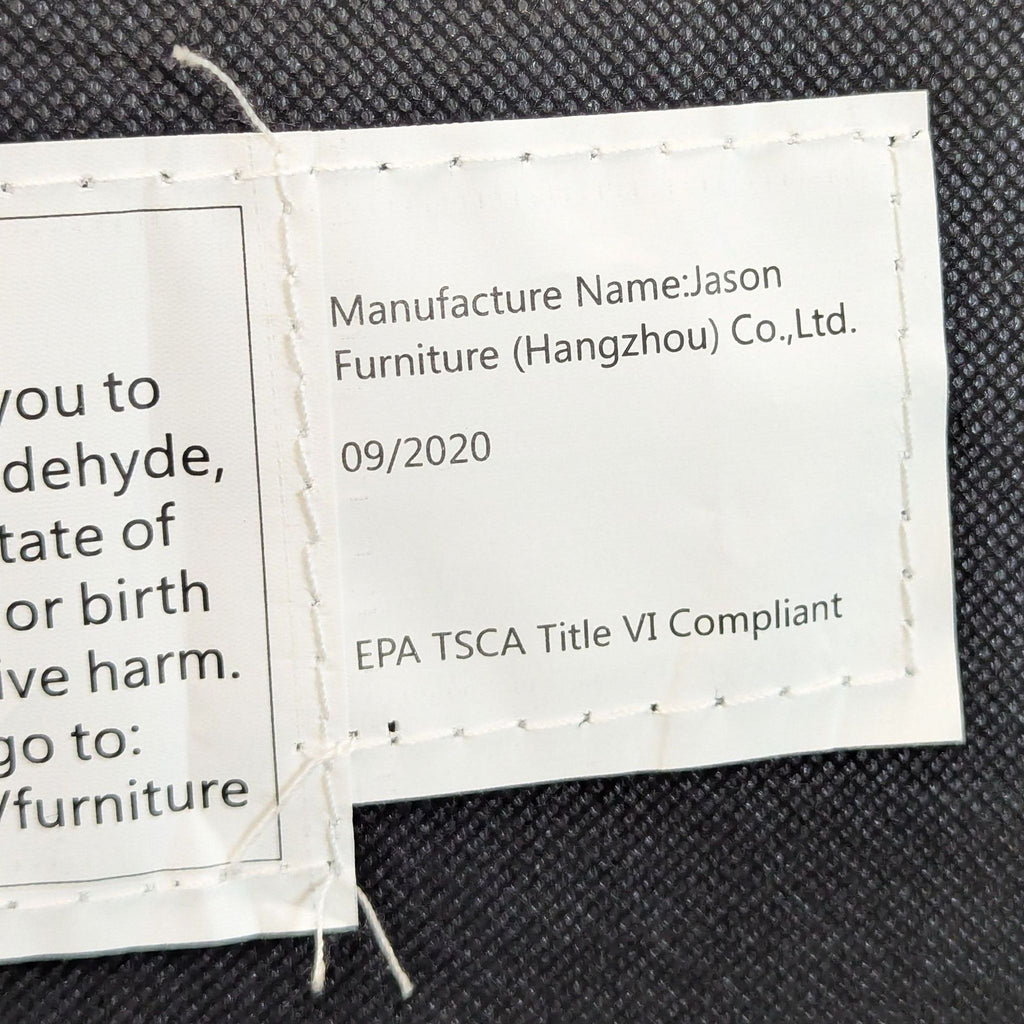 you to
dehyde,
tate of
or birth
ive harm.
go to:
/furniture
Manufacture Name:Jason
Furniture (Hangzhou) Co.,Ltd.
09/2020
EPA TSCA Title VI Compliant